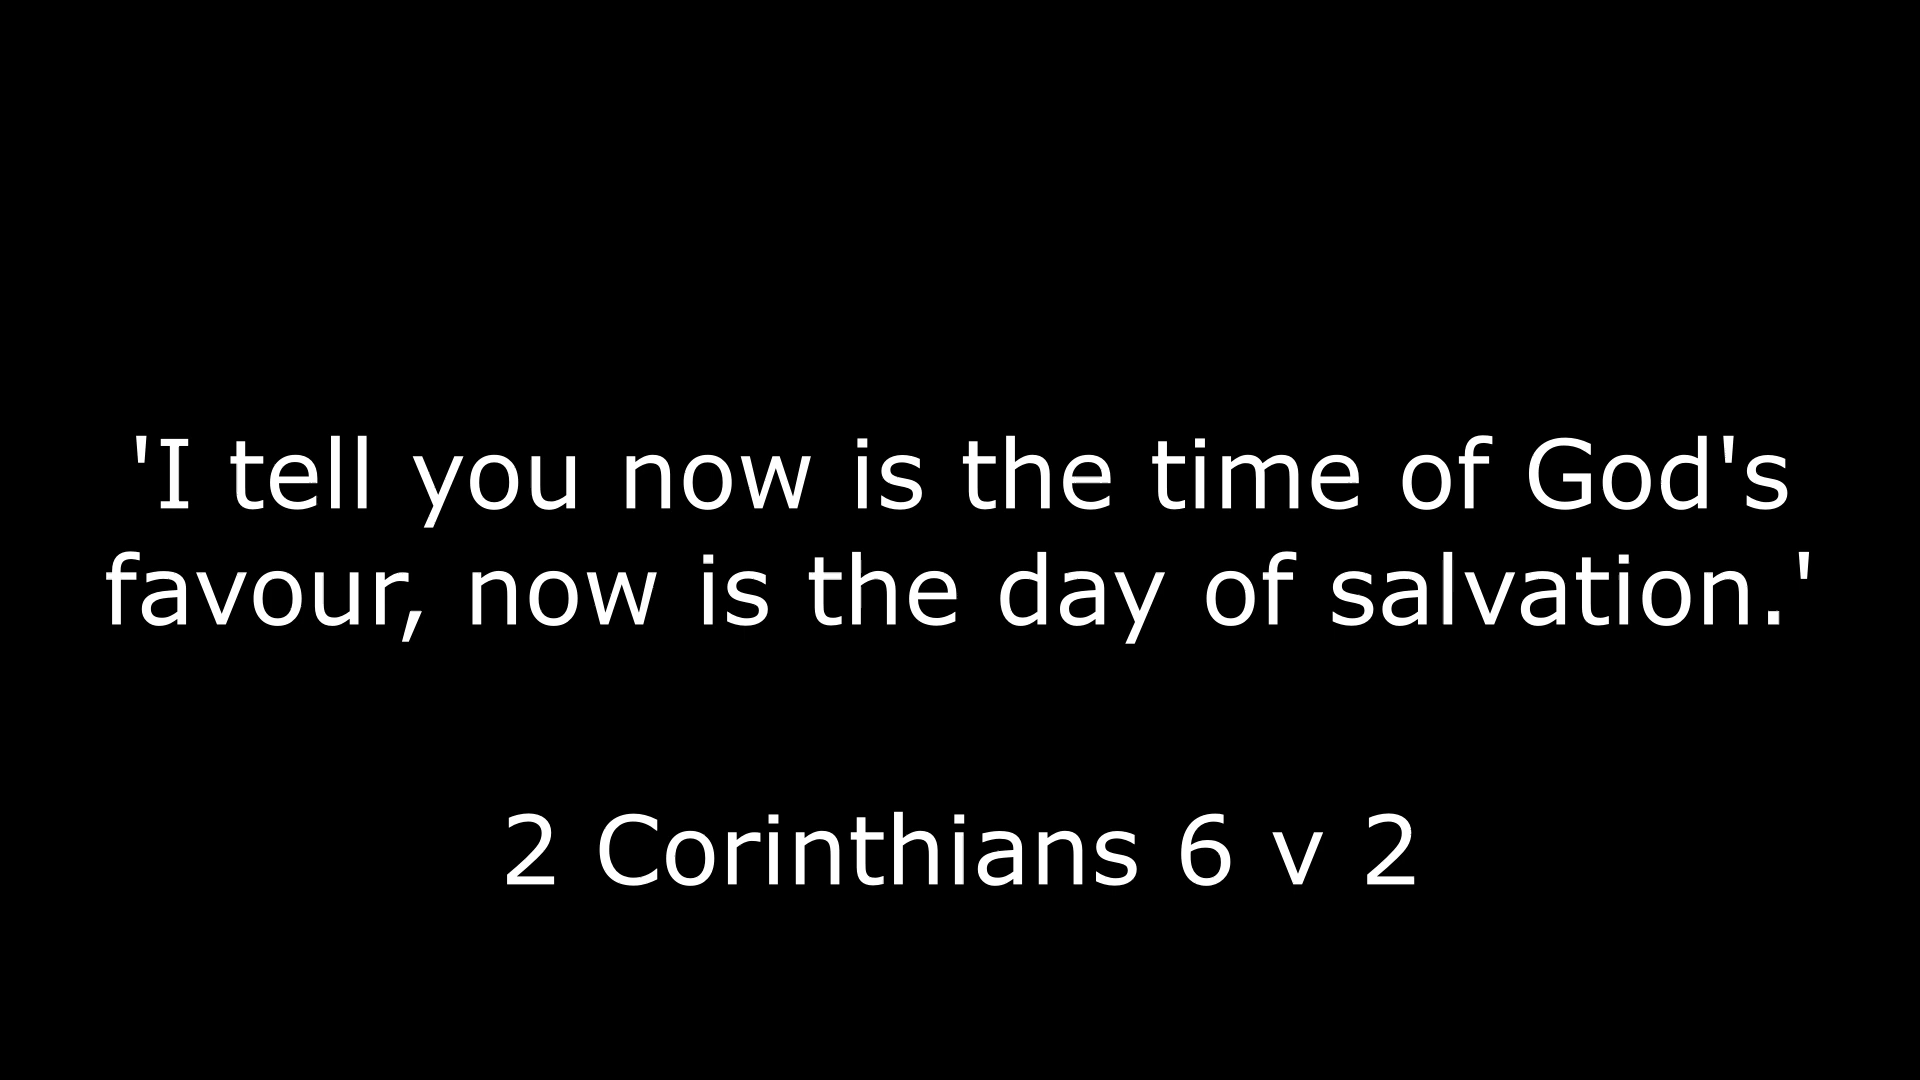 'I tell you now is the time of God's
favour, now is the day of salvation.'
2 Corinthians 6 v 2